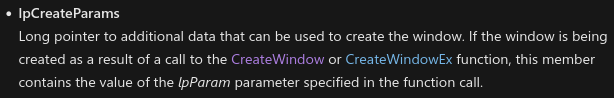 • lpCreateParams
Long pointer to additional data that can be used to create the window. If the window is being
created as a result of a call to the CreateWindow or CreateWindowEx function, this member
contains the value of the lpParam parameter specified in the function call.